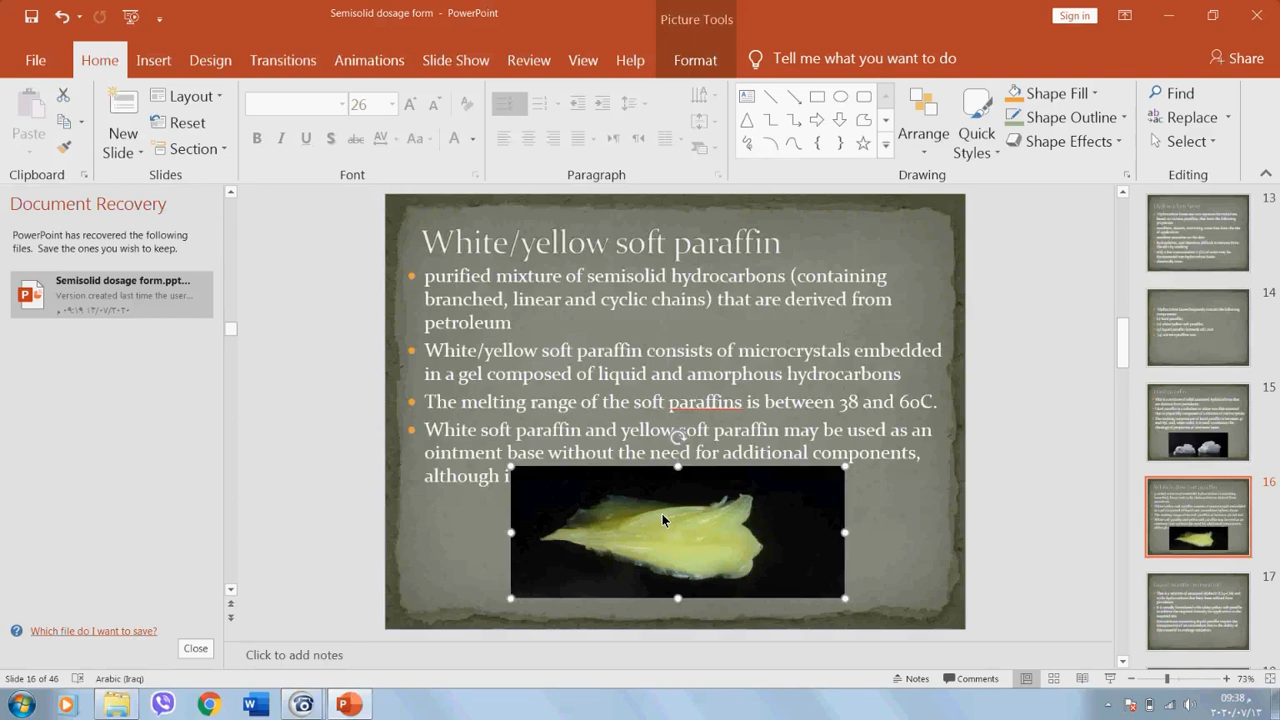 Semisolid dosage form - PowerPoint
Picture Tools
Sign in
File
Home
Insert
Design
Transitions
Animations
Slide Show
Review
View
Help
Format
Tell me what you want to do
Share
Paste
New
Slide
Layout
Reset
Section
26
Shape Fill
Shape Outline
Shape Effects
Arrange
Quick
Styles
Find
Replace
Select
Clipboard
Slides
Font
Paragraph
Drawing
Editing
Document Recovery
PowerPoint has recovered the following
files. Save the ones you wish to keep.
Semisolid dosage form.ppt...
Version created last time the user...
Which file do I want to save?
Close
White/yellow soft paraffin
purified mixture of semisolid hydrocarbons (containing
branched, linear and cyclic chains) that are derived from
petroleum
White/yellow soft paraffin consists of microcrystals embedded
in a gel composed of liquid and amorphous hydrocarbons
The melting range of the soft paraffins is between 38 and 60C.
White soft paraffin and yellow soft paraffin may be used as an
ointment base without the need for additional components,
although i
13
14
15
16
17
Click to add notes
Slide 16 of 46
Arabic (Iraq)
Notes
Comments
73%
09:38 م
٢٠٢٠/٠٧/١٣